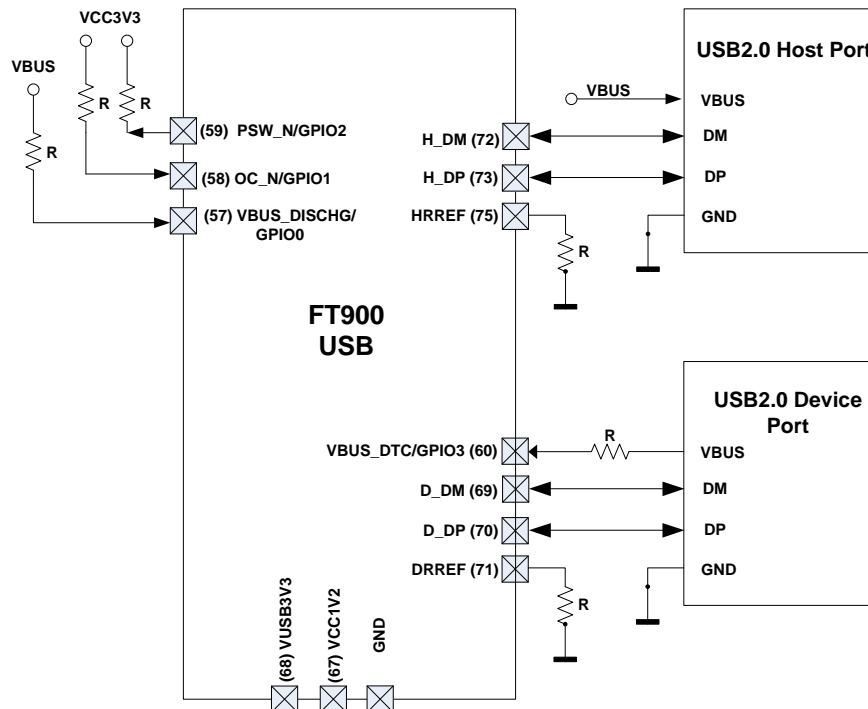 VCC3V3
VBUS
R
R
R
(59) PSW_N/GPIO2
(58) OC_N/GPIO1
(57) VBUS_DISCHG/
GPIO0
FT900
USB
H_DM (72)
H_DP (73)
HRREF (75)
R
VBUS
USB2.0 Host Port
VBUS
DM
DP
GND
VBUS_DTC/GPIO3 (60)
D_DM (69)
D_DP (70)
DRREF (71)
R
R
USB2.0 Device
Port
VBUS
DM
DP
GND
(68) VUSB3V3
(67) VCC1V2
GND